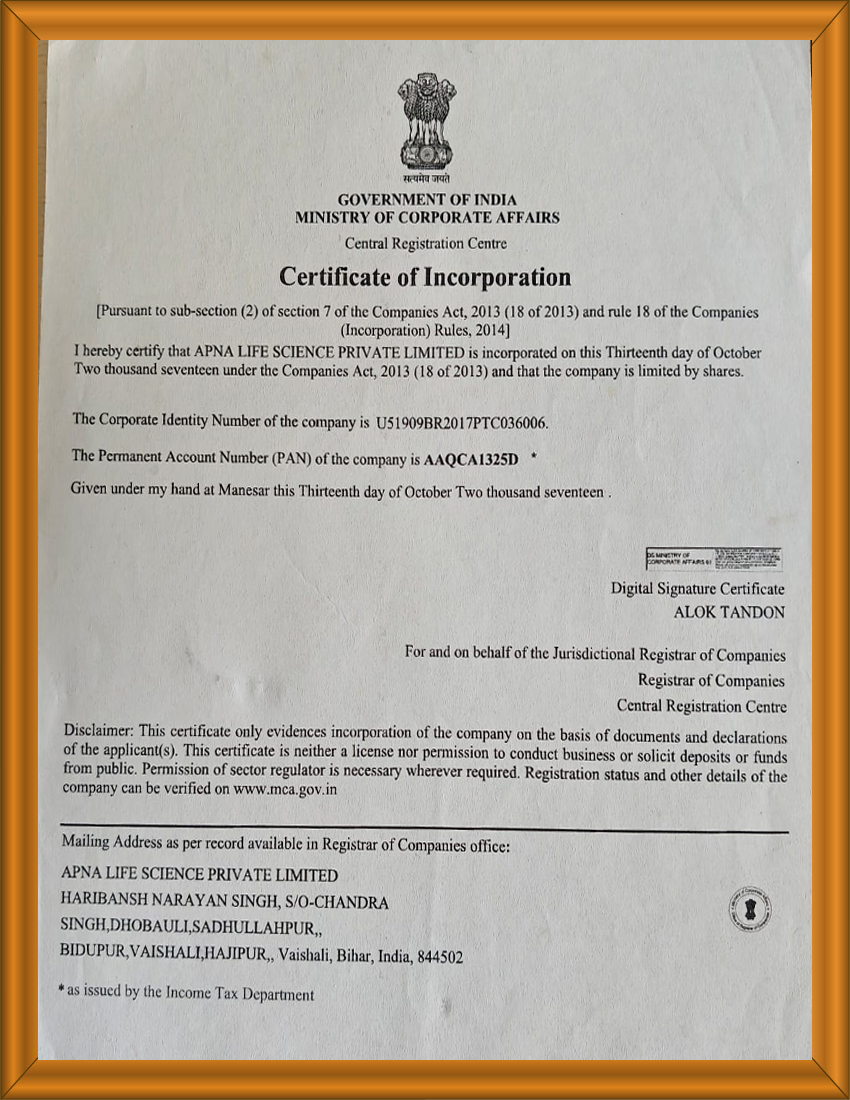 सत्यमेव जयते
GOVERNMENT OF INDIA
MINISTRY OF CORPORATE AFFAIRS
Central Registration Centre
Certificate of Incorporation
[Pursuant to sub-section (2) of section 7 of the Companies Act, 2013 (18 of 2013) and rule 18 of the Companies
(Incorporation) Rules, 2014]
I hereby certify that APNA LIFE SCIENCE PRIVATE LIMITED is incorporated on this Thirteenth day of October
Two thousand seventeen under the Companies Act, 2013 (18 of 2013) and that the company is limited by shares.
The Corporate Identity Number of the company is U51909BR2017PTC036006.
The Permanent Account Number (PAN) of the company is AAQCA1325D *
Given under my hand at Manesar this Thirteenth day of October Two thousand seventeen .
DS MINISTRY OF
CORPORATE AFFAIRS
Digital Signature Certificate
ALOK TANDON
For and on behalf of the Jurisdictional Registrar of Companies
Registrar of Companies
Central Registration Centre
Disclaimer: This certificate only evidences incorporation of the company on the basis of documents and declarations
of the applicant(s). This certificate is neither a license nor permission to conduct business or solicit deposits or funds
from public. Permission of sector regulator is necessary wherever required. Registration status and other details of the
company can be verified on www.mca.gov.in
Mailing Address as per record available in Registrar of Companies office:
APNA LIFE SCIENCE PRIVATE LIMITED
HARIBANSH NARAYAN SINGH, S/O-CHANDRA
SINGH,DHOBAULI,SADHULLAHPUR,,
BIDUPUR,VAISHALI,HAJIPUR,, Vaishali, Bihar, India, 844502
* as issued by the Income Tax Department